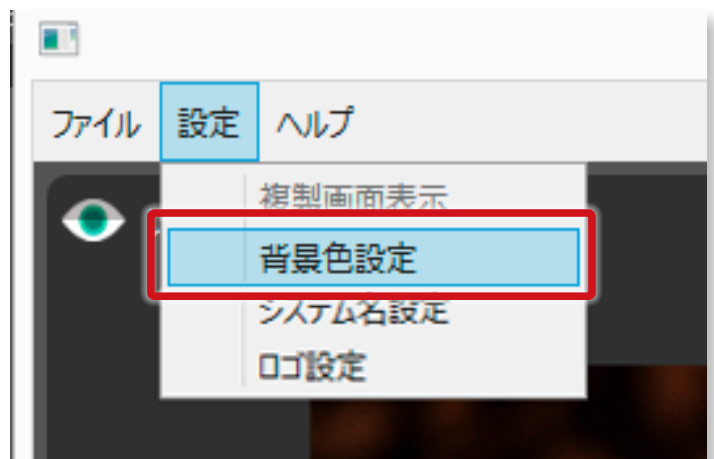 ファイル 設定 ヘルプ
複製画面表示
背景色設定
システム名設定
ロゴ設定